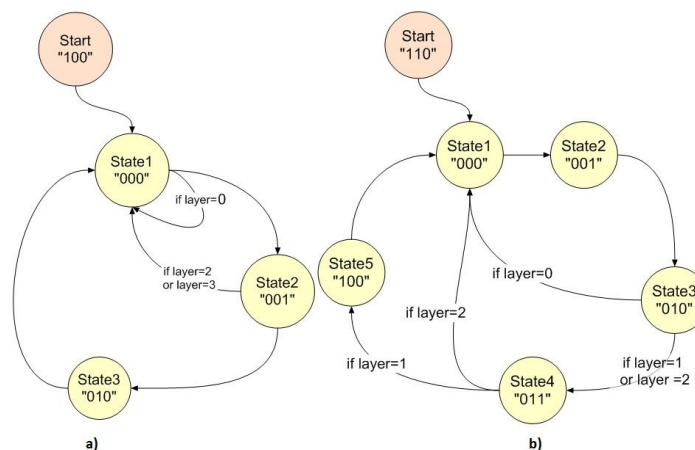 Start
"100"
State1
"000"
if layer=0
if layer=2
or layer=3
State2
"001"
State3
"010"
a)
Start
"110"
State1
"000"
State2
"001"
State5
"100"
if layer=0
State3
"010"
if layer=2
if layer=1
if layer=1
or layer =2
State4
"011"
b)